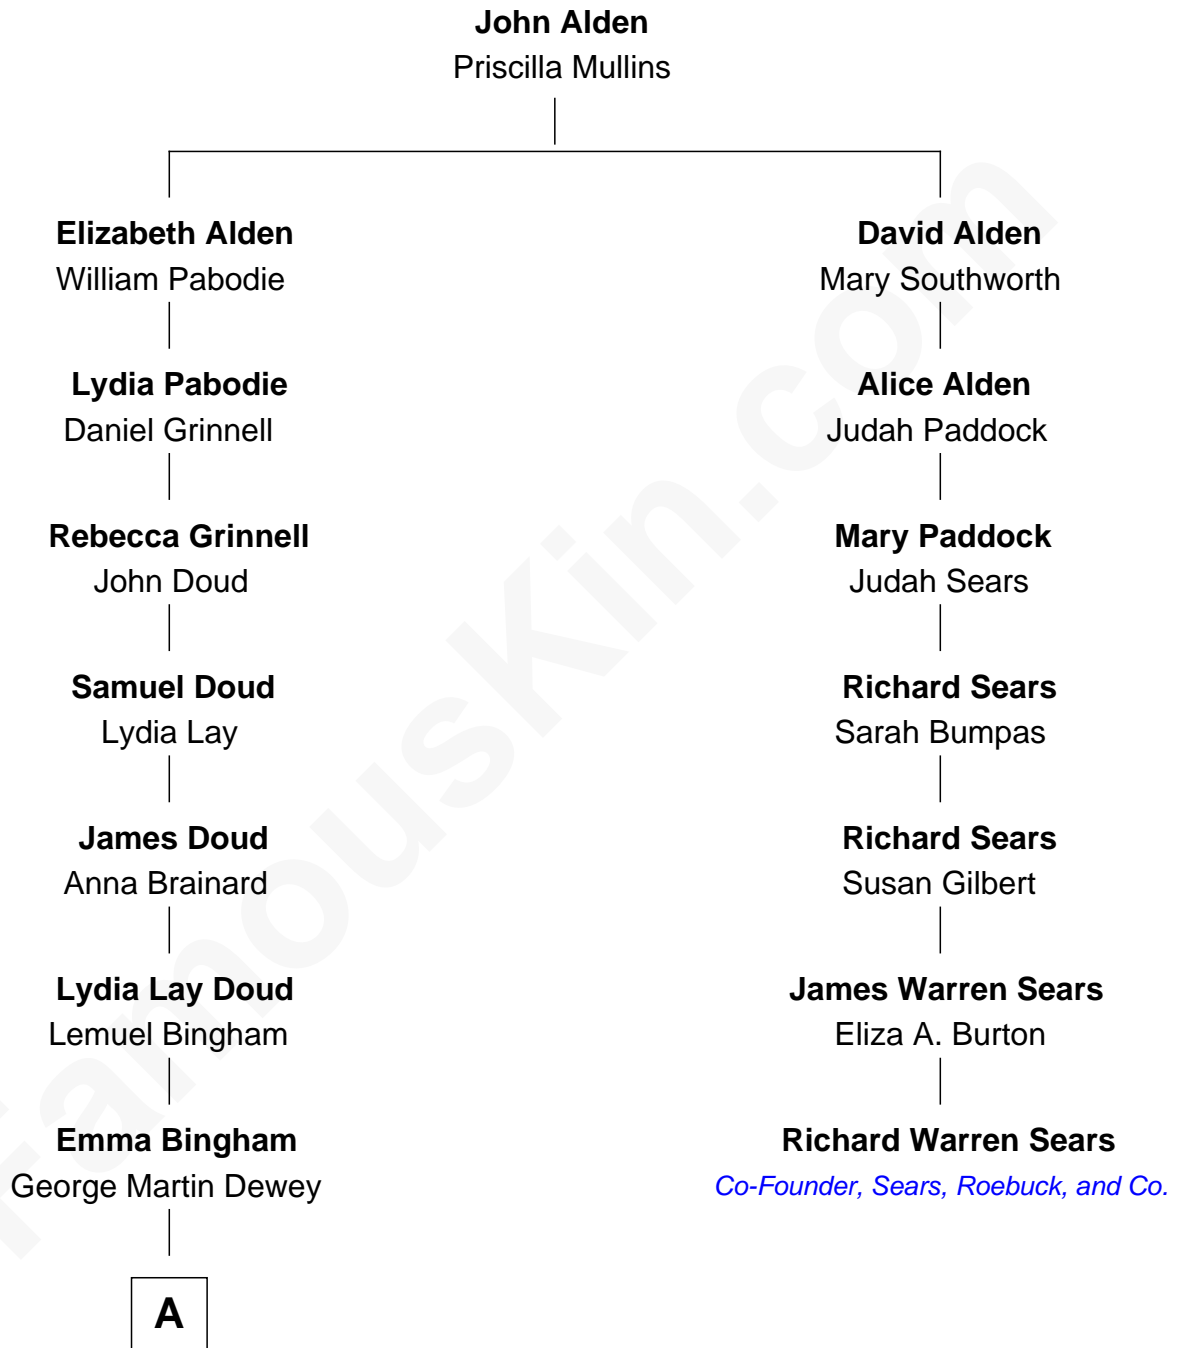 John Alden
Priscilla Mullins
Elizabeth Alden
William Pabodie
Lydia Pabodie
Daniel Grinnell
Rebecca Grinnell
John Doud
Samuel Doud
Lydia Lay
James Doud
Anna Brainard
Lydia Lay Doud
Lemuel Bingham
Emma Bingham
George Martin Dewey
A
David Alden
Mary Southworth
Alice Alden
Judah Paddock
Mary Paddock
Judah Sears
Richard Sears
Sarah Bumpas
Richard Sears
Susan Gilbert
James Warren Sears
Eliza A. Burton
Richard Warren Sears
Co-Founder, Sears, Roebuck, and Co.
FamousKin.com